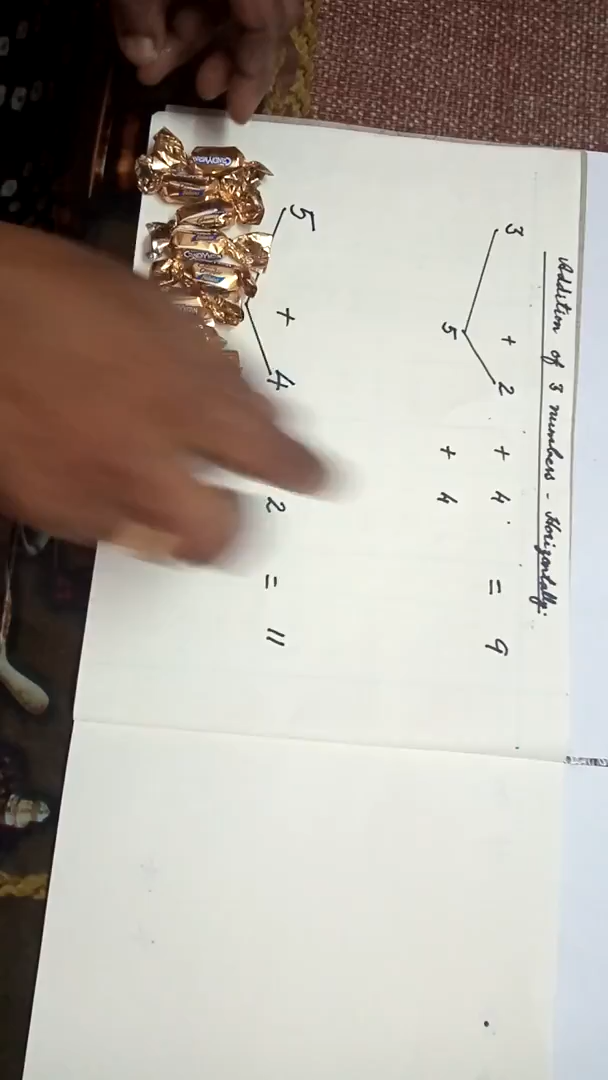 Addition of 3 numbers - Horizontally:
3 + 2 + 4 = 9
5 + 4
5 + 4 2 = 11